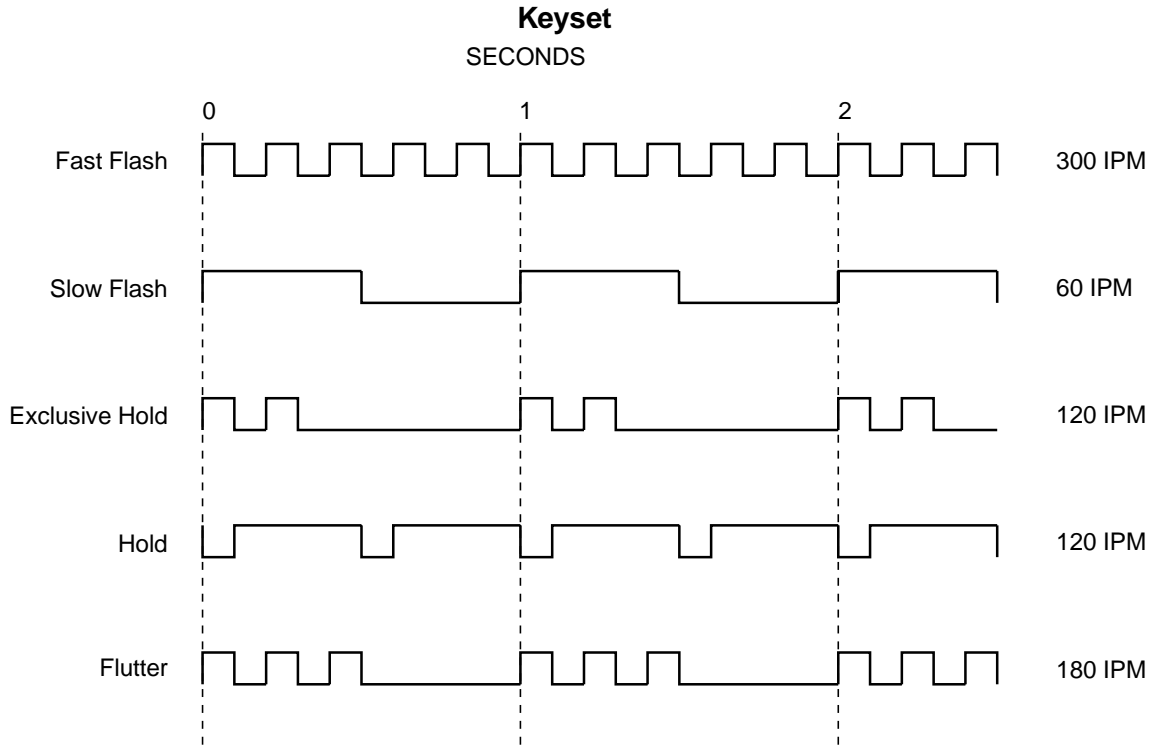 Keyset
SECONDS
0 1 2
Fast Flash 300 IPM
Slow Flash 60 IPM
Exclusive Hold 120 IPM
Hold 120 IPM
Flutter 180 IPM